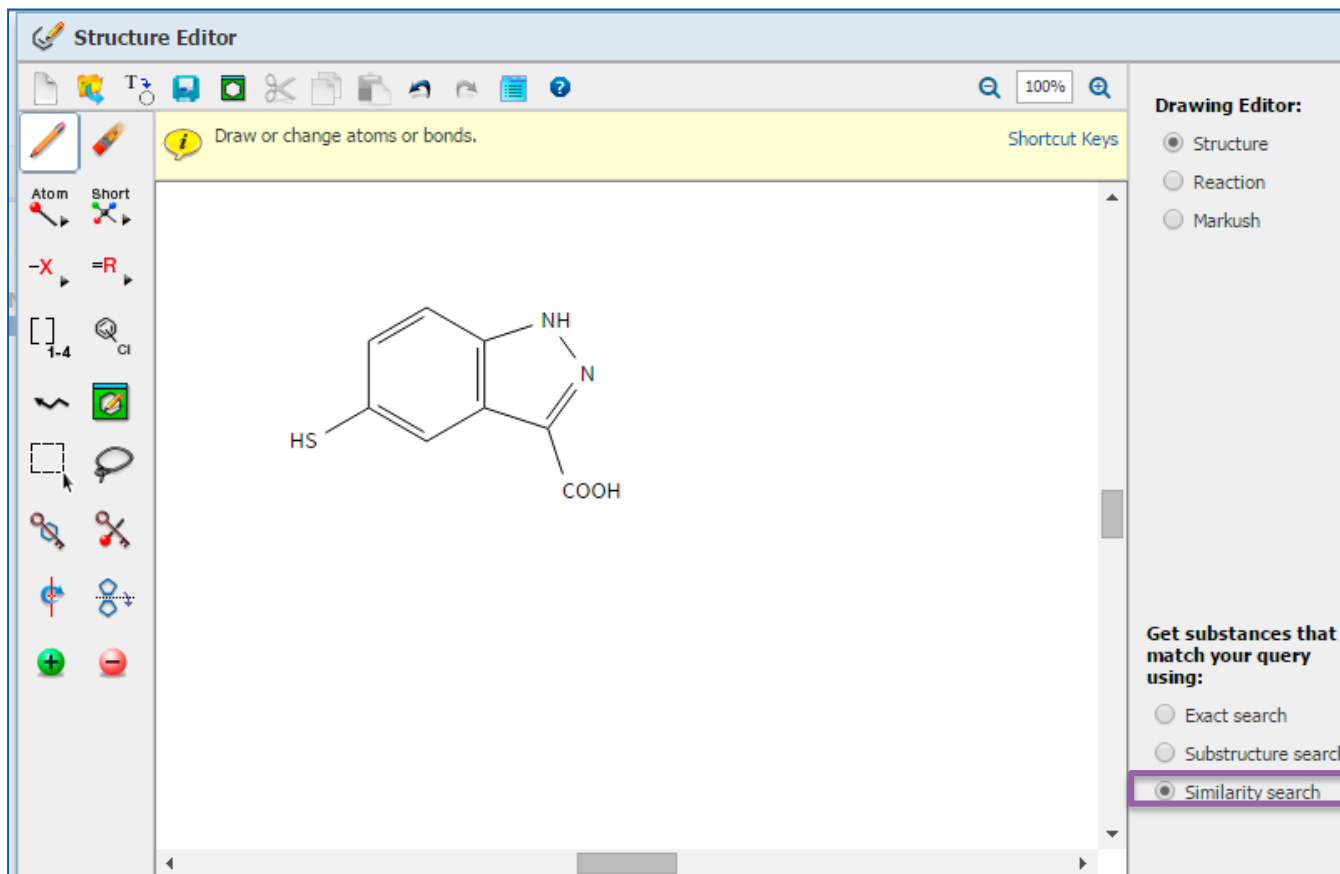 Structure Editor
T
100%
Draw or change atoms or bonds.
Shortcut Keys
Atom
Short
-X
=R
[ ]
1-4
Cl
NH
N
HS
COOH
Drawing Editor:
Structure
Reaction
Markush
Get substances that
match your query
using:
Exact search
Substructure search
Similarity search